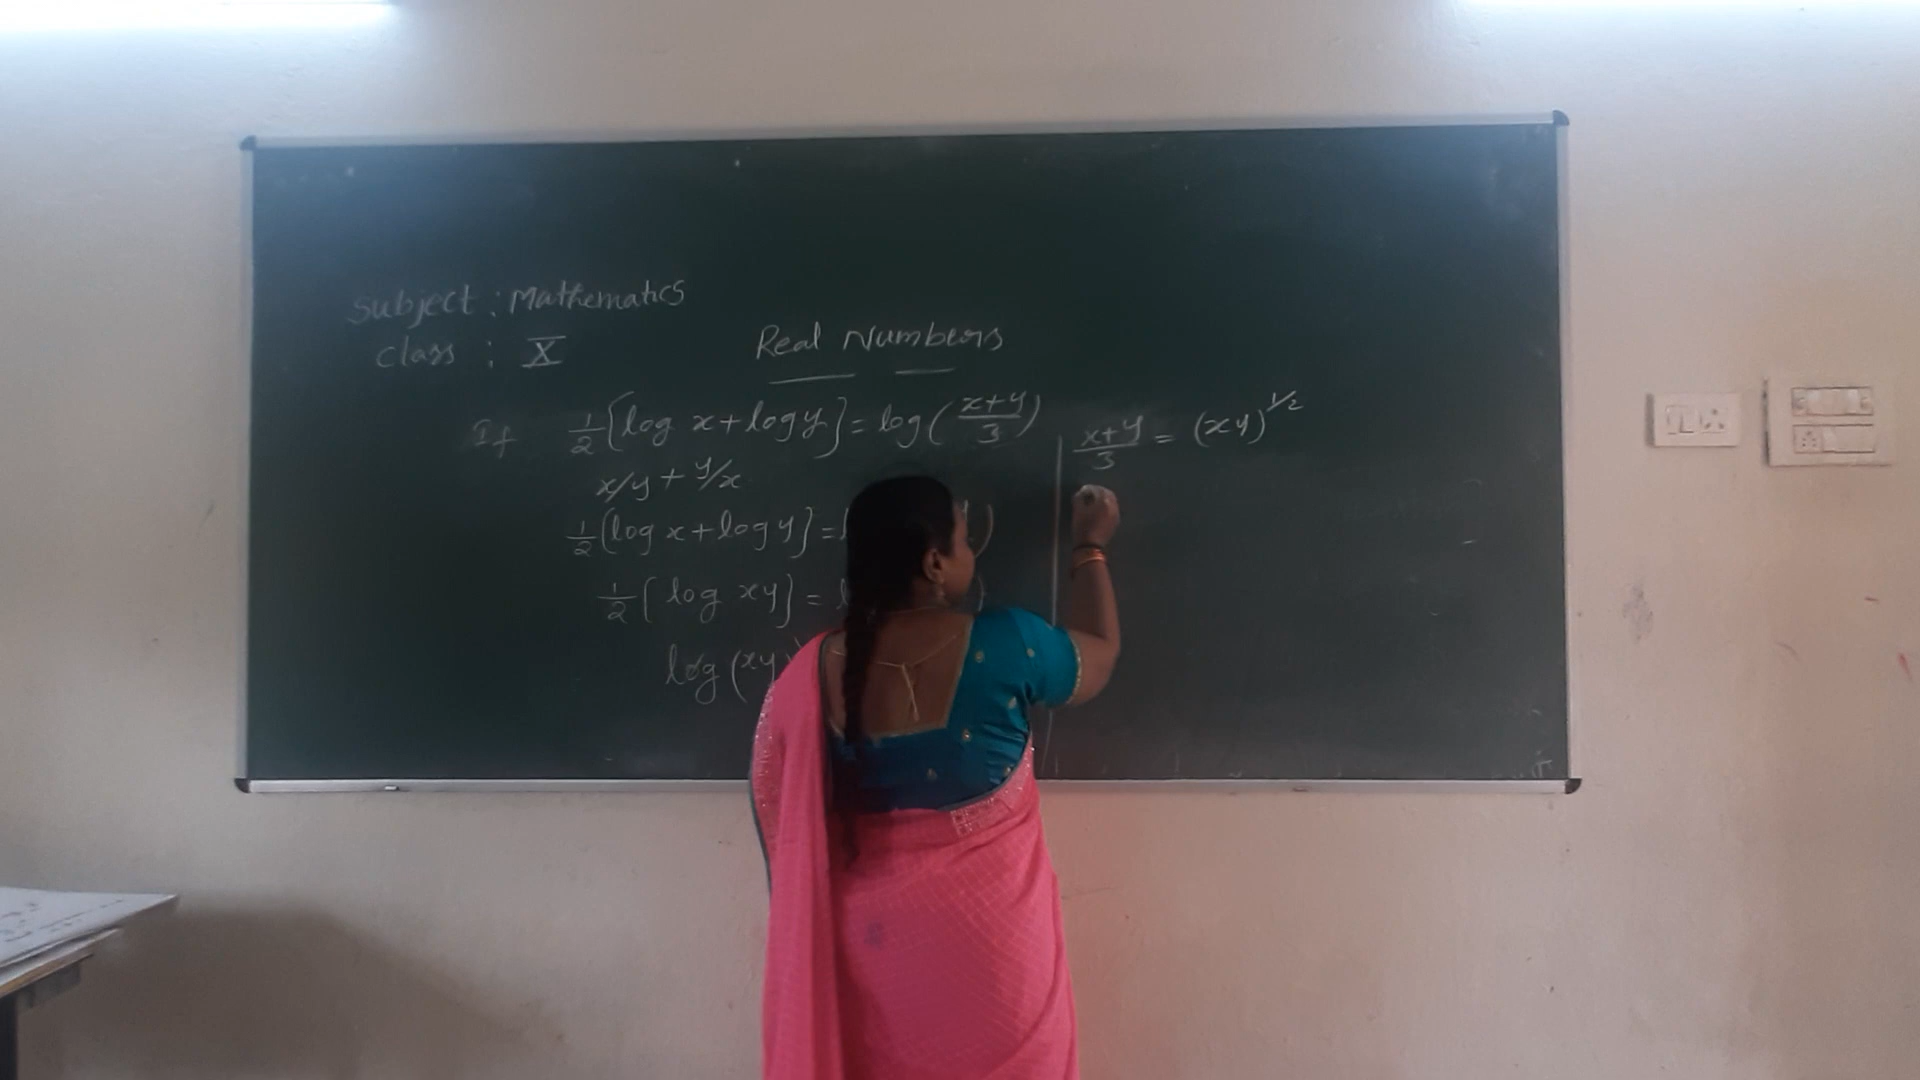 Subject : Mathematics
Class : X
Real Numbers
If 1/2 [log x + log y] = log ( x+y/3 )
x/y + y/x
1/2 [log x + log y] =
1/2 [ log xy ] =
log (xy)
x+y/3 = (xy)^1/2